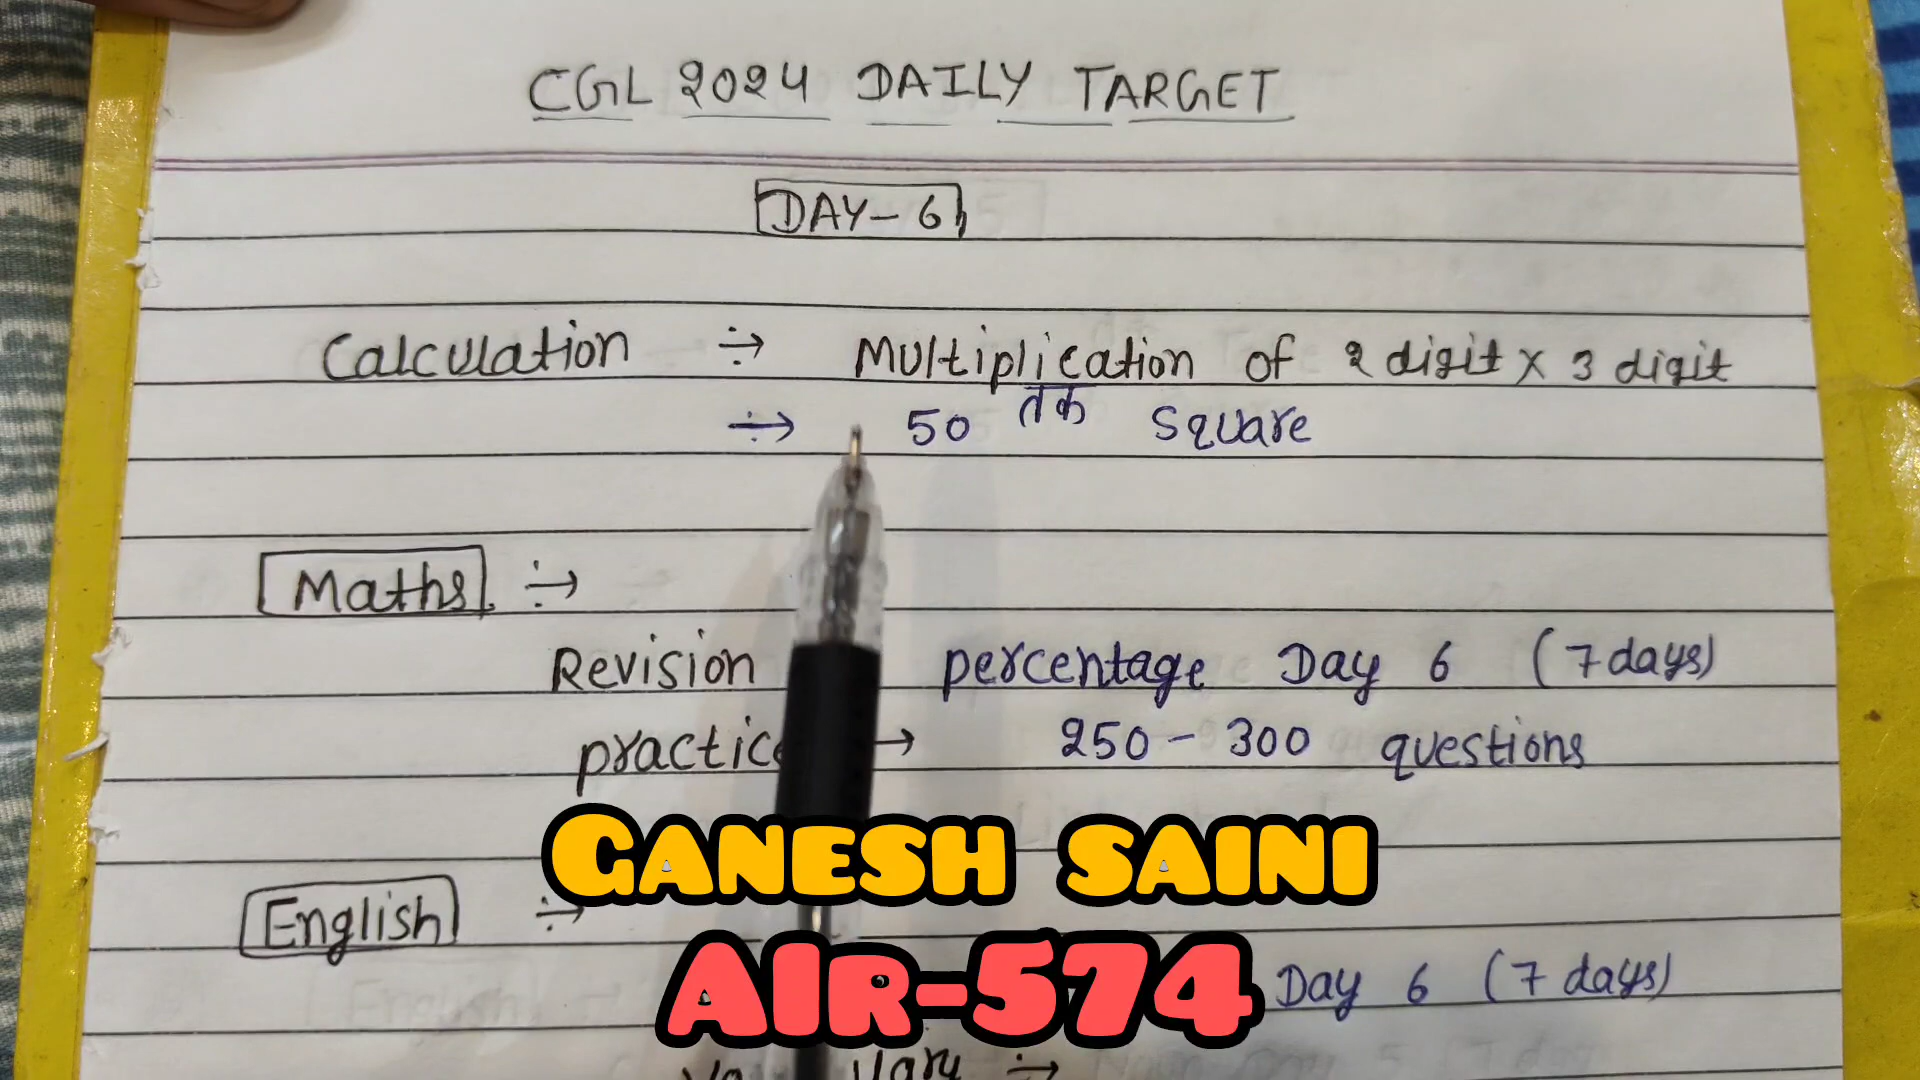 CGL 2024 DAILY TARGET
DAY-6
Calculation ÷→ Multiplication of 2 digit x 3 digit
÷→ 50 तक Square
Maths ÷→
Revision percentage Day 6 (7 days)
practice → 250 - 300 questions
GANESH SAINI
English ÷→
AIR-574 Day 6 (7 days)